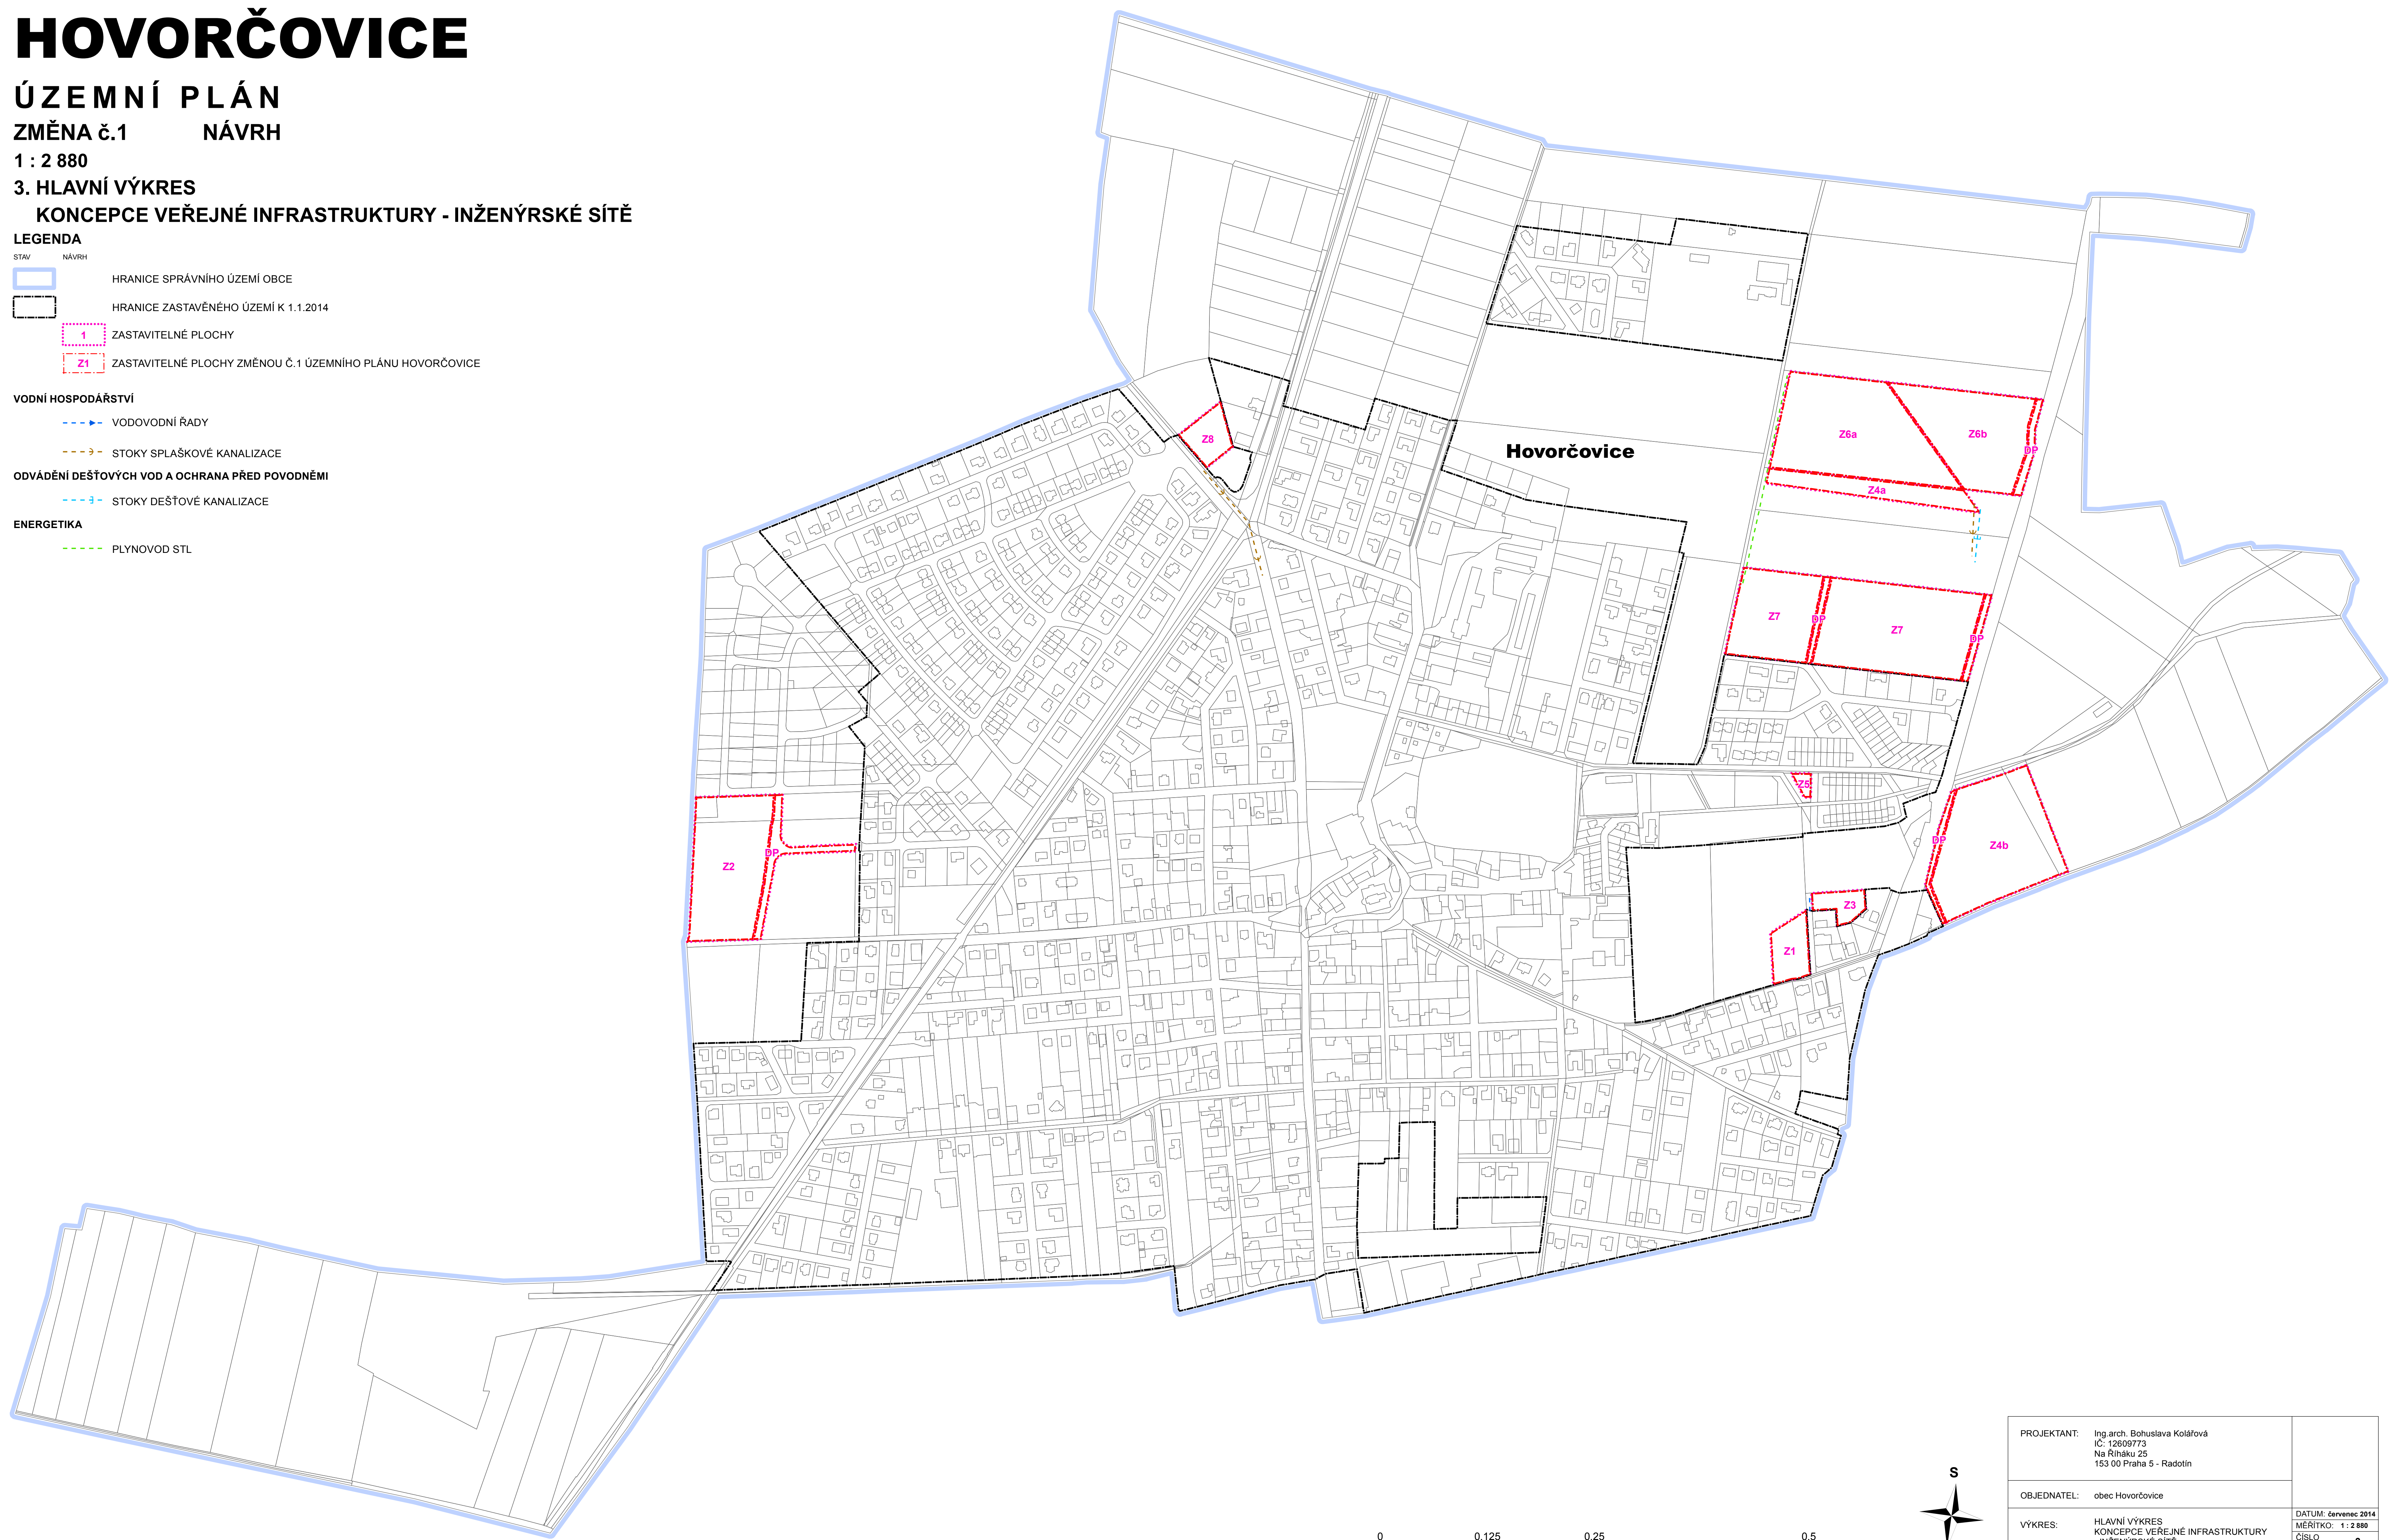 HOVORČOVICE
ÚZEMNÍ PLÁN
ZMĚNA č.1 NÁVRH
1 : 2 880
3. HLAVNÍ VÝKRES
KONCEPCE VEŘEJNÉ INFRASTRUKTURY - INŽENÝRSKÉ SÍTĚ
LEGENDA
STAV NÁVRH
HRANICE SPRÁVNÍHO ÚZEMÍ OBCE
HRANICE ZASTAVĚNÉHO ÚZEMÍ K 1.1.2014
1 ZASTAVITELNÉ PLOCHY
Z1 ZASTAVITELNÉ PLOCHY ZMĚNOU Č.1 ÚZEMNÍHO PLÁNU HOVORČOVICE
VODNÍ HOSPODÁŘSTVÍ
VODOVODNÍ ŘADY
STOKY SPLAŠKOVÉ KANALIZACE
ODVÁDĚNÍ DEŠŤOVÝCH VOD A OCHRANA PŘED POVODNĚMI
STOKY DEŠŤOVÉ KANALIZACE
ENERGETIKA
PLYNOVOD STL
Z8
Hovorčovice
Z6a
Z6b
DP
Z4a
Z7
DP
Z7
DP
Z5
DP
Z4b
Z2
DP
Z3
Z1
S
0 0.125 0.25 0.5
PROJEKTANT: Ing.arch. Bohuslava Kolářová
IČ: 12609773
Na Říháku 25
153 00 Praha 5 - Radotín
OBJEDNATEL: obec Hovorčovice
DATUM: červenec 2014
VÝKRES: HLAVNÍ VÝKRES
KONCEPCE VEŘEJNÉ INFRASTRUKTURY
MĚŘÍTKO: 1 : 2 880
ČÍSLO